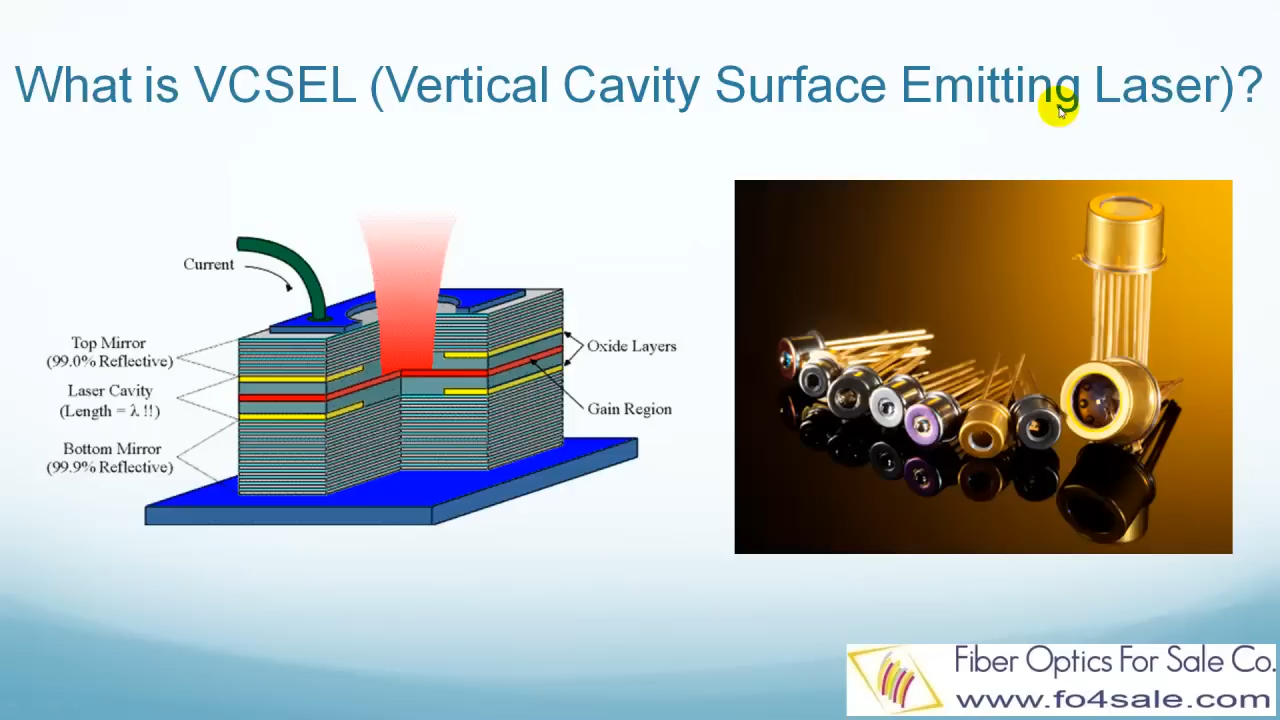 What is VCSEL (Vertical Cavity Surface Emitting Laser)?
Current
Top Mirror
(99.0% Reflective)
Laser Cavity
(Length = λ !!)
Bottom Mirror
(99.9% Reflective)
Oxide Layers
Gain Region
Fiber Optics For Sale Co.
www.fo4sale.com